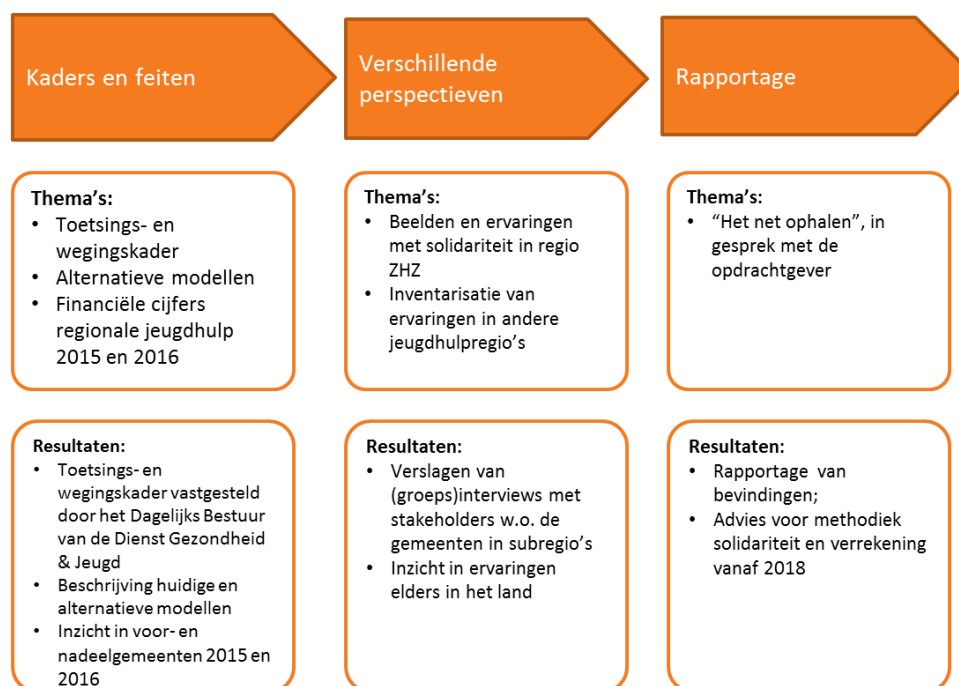 Kaders en feiten
Verschillende
perspectieven
Rapportage
Thema's:
• Toetsings- en
wegingskader
• Alternatieve modellen
• Financiële cijfers
regionale jeugdhulp
2015 en 2016
Thema's:
• Beelden en ervaringen
met solidariteit in regio
ZHZ
• Inventarisatie van
ervaringen in andere
jeugdhulpregio's
Thema's:
• “Het net ophalen”, in
gesprek met de
opdrachtgever
Resultaten:
• Toetsings- en
wegingskader vastgesteld
door het Dagelijks Bestuur
van de Dienst Gezondheid
& Jeugd
• Beschrijving huidige en
alternatieve modellen
• Inzicht in voor- en
nadeelgemeenten 2015 en
2016
Resultaten:
• Verslagen van
(groeps)interviews met
stakeholders w.o. de
gemeenten in subregio's
• Inzicht in ervaringen
elders in het land
Resultaten:
• Rapportage van
bevindingen;
• Advies voor methodiek
solidariteit en verrekening
vanaf 2018